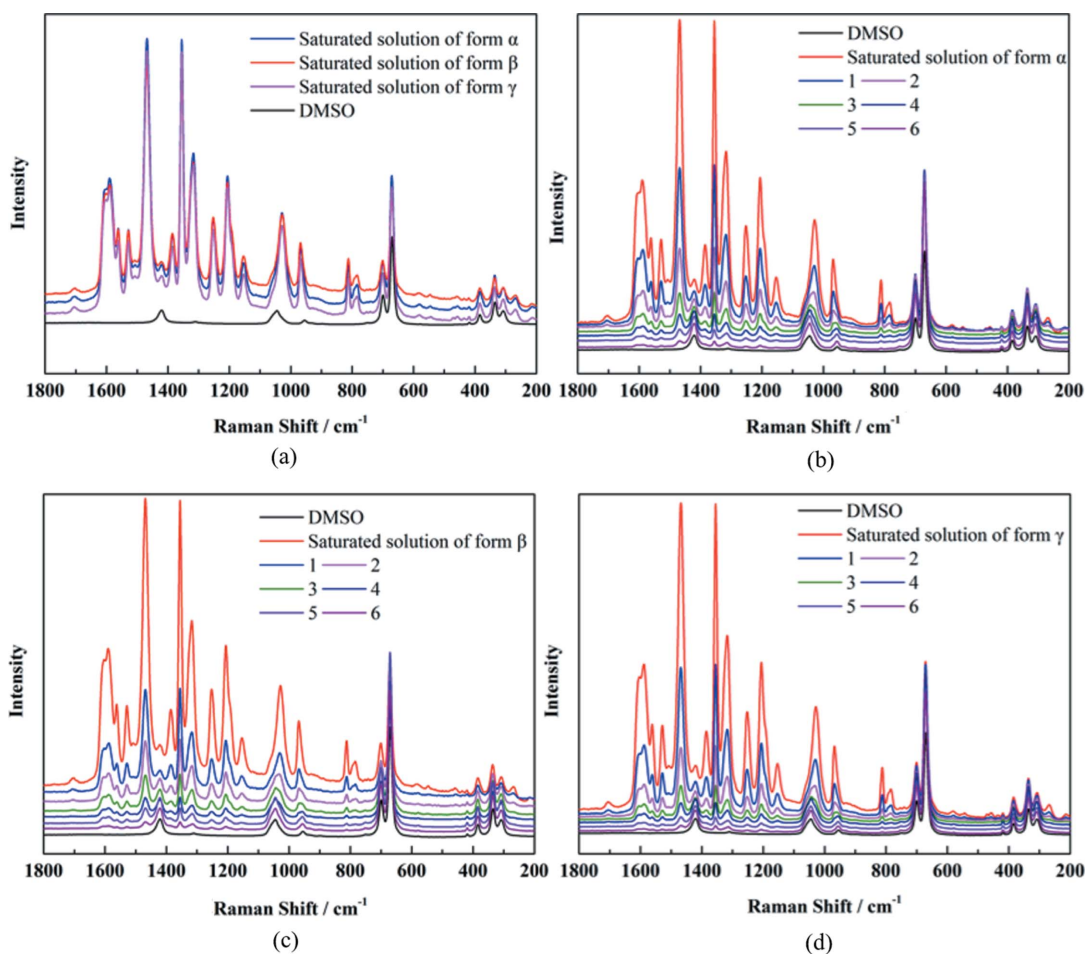 Saturated solution of form α
Saturated solution of form β
Saturated solution of form γ
DMSO
Intensity
1800 1600 1400 1200 1000 800 600 400 200
Raman Shift / cm⁻¹
(a)
DMSO
Saturated solution of form α
1 2
3 4
5 6
Intensity
1800 1600 1400 1200 1000 800 600 400 200
Raman Shift / cm⁻¹
(b)
DMSO
Saturated solution of form β
1 2
3 4
5 6
Intensity
1800 1600 1400 1200 1000 800 600 400 200
Raman Shift / cm⁻¹
(c)
DMSO
Saturated solution of form γ
1 2
3 4
5 6
Intensity
1800 1600 1400 1200 1000 800 600 400 200
Raman Shift / cm⁻¹
(d)